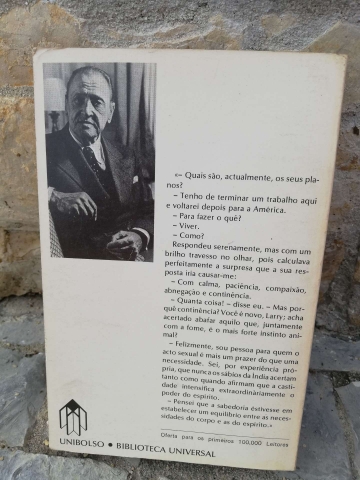 «– Quais são, actualmente, os seus pla-
nos?
– Tenho de terminar um trabalho aqui
e voltarei depois para a América.
– Para fazer o quê?
– Viver.
– Como?
Respondeu serenamente, mas com um
brilho travesso no olhar, pois calculava
perfeitamente a surpresa que a sua res-
posta iria causar-me:
– Com calma, paciência, compaixão,
abnegação e continência.
– Quanta coisa! – disse eu. – Mas por-
quê continência? Você é novo, Larry; acha
acertado abafar aquilo que, juntamente
com a fome, é o mais forte instinto ani-
mal?
– Felizmente, sou pessoa para quem o
acto sexual é mais um prazer do que uma
necessidade. Sei, por experiência pró-
pria, que nunca os sábios da Índia acertam
tanto como quando afirmam que a casti-
dade intensifica extraordinàriamente o
poder do espírito.
– Pensei que a sabedoria estivesse em
estabelecer um equilíbrio entre as neces-
sidades do corpo e as do espírito.»
Oferta para os primeiros 100.000 Leitores
UNIBOLSO • BIBLIOTECA UNIVERSAL